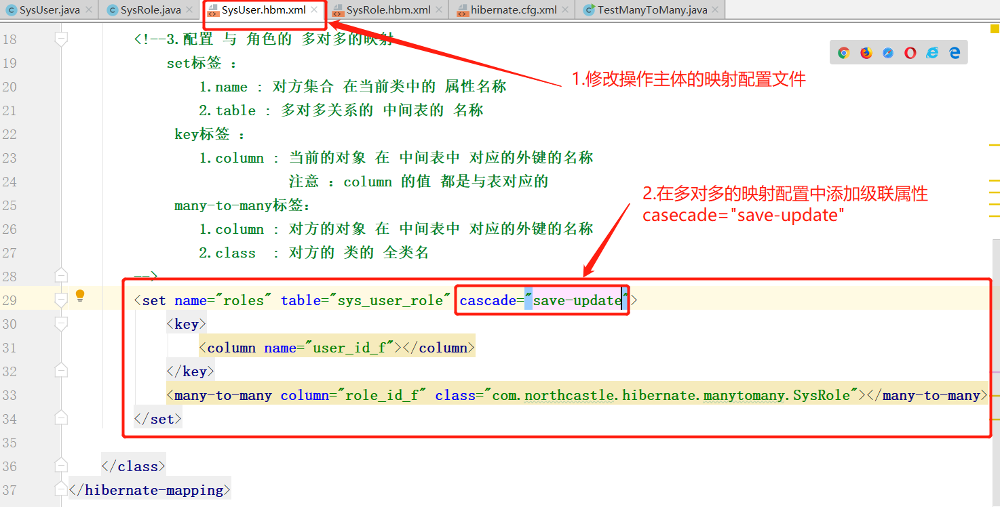 SysUser.java SysRole.java SysUser.hbm.xml SysRole.hbm.xml hibernate.cfg.xml TestManyToMany.java
18 <!--3.配置 与 角色的 多对多的映射
19 set标签 :
1.修改操作主体的映射配置文件
20 1.name : 对方集合 在当前类中的 属性名称
21 2.table : 多对多关系的 中间表的 名称
22 key标签 :
23 1.column : 当前的对象 在 中间表中 对应的外键的名称
24 注意 :column 的值 都是与表对应的
2.在多对多的映射配置中添加级联属性
casecade="save-update"
25 many-to-many标签:
26 1.column : 对方的对象 在 中间表中 对应的外键的名称
27 2.class : 对方的 类的 全类名
28 -->
29 <set name="roles" table="sys_user_role" cascade="save-update">
30 <key>
31 <column name="user_id_f"></column>
32 </key>
33 <many-to-many column="role_id_f" class="com.northcastle.hibernate.manytomany.SysRole"></many-to-many>
34 </set>
35
36 </class>
37 </hibernate-mapping>